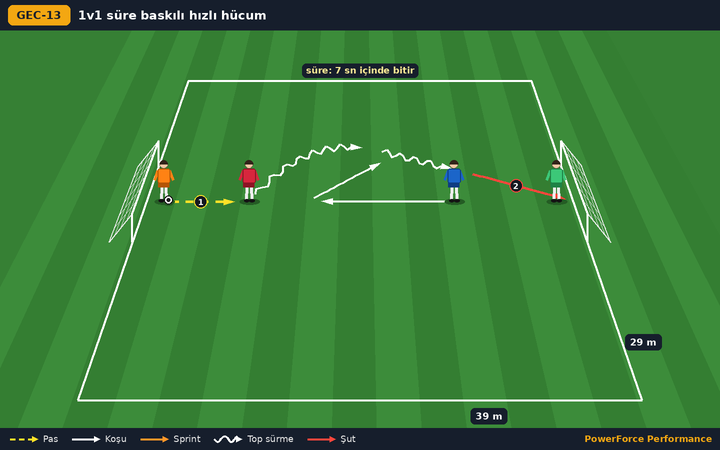 GEC-13 1v1 süre baskılı hızlı hücum
süre: 7 sn içinde bitir
1
2
29 m
39 m
Pas Koşu Sprint Top sürme Şut PowerForce Performance